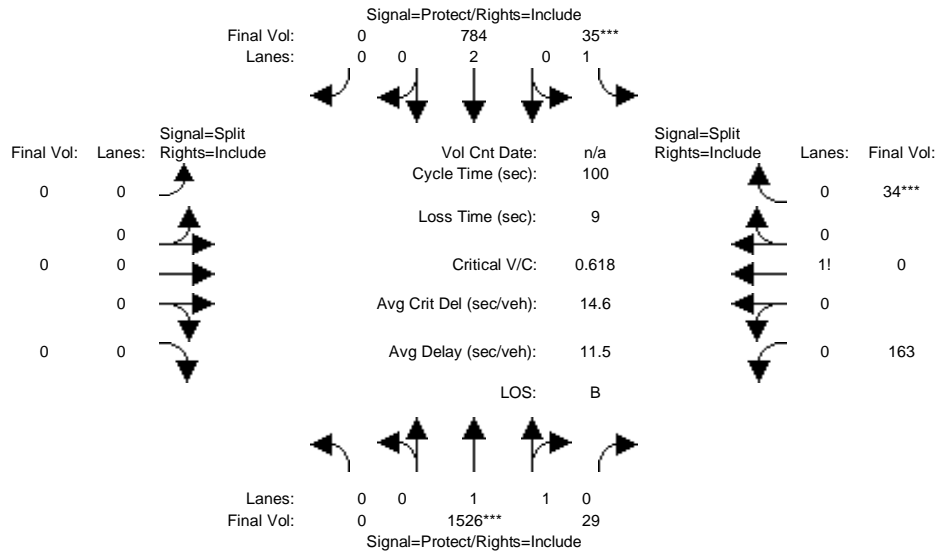 Signal=Protect/Rights=Include
Final Vol: 0 784 35***
Lanes: 0 0 2 0 1
Signal=Split Signal=Split
Final Vol: Lanes: Rights=Include Vol Cnt Date: n/a Rights=Include Lanes: Final Vol:
Cycle Time (sec): 100
0 0 0 34***
Loss Time (sec): 9
0 0
0 0 Critical V/C: 0.618 1! 0
0 Avg Crit Del (sec/veh): 14.6 0
0 0 Avg Delay (sec/veh): 11.5 0 163
LOS: B
Lanes: 0 0 1 1 0
Final Vol: 0 1526*** 29
Signal=Protect/Rights=Include